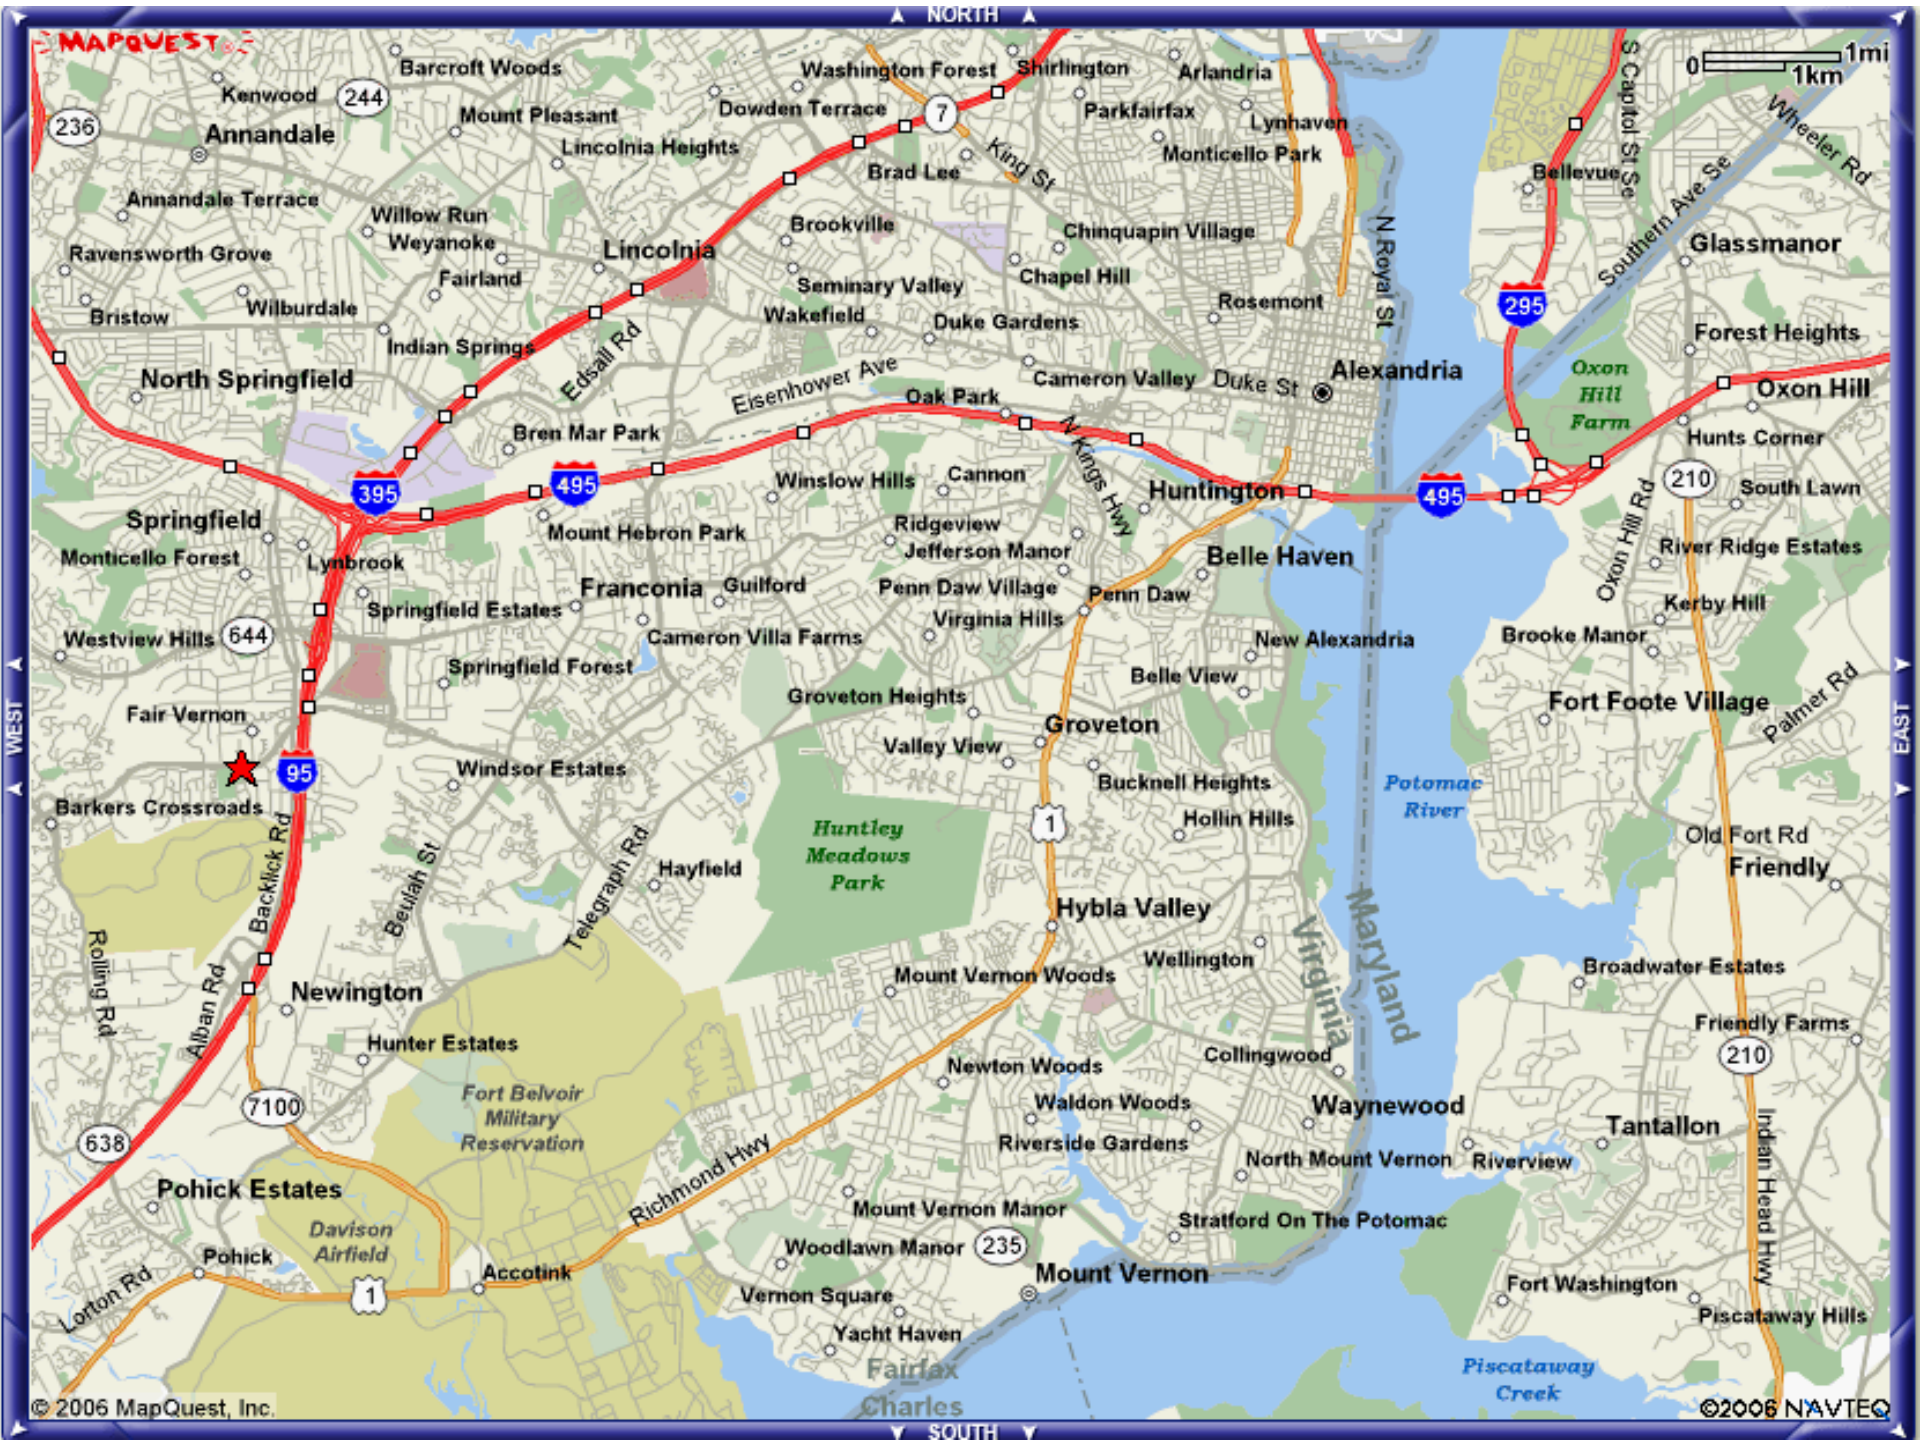 NORTH
MAPQUEST
0 1mi
1km
Barcroft Woods
Washington Forest
Shirlington
Arlandria
S Capitol St Se
Kenwood
244
Dowden Terrace
7
Parkfairfax
Wheeler Rd
236
Annandale
Mount Pleasant
Lynhaven
Lincolnia Heights
King St
Monticello Park
Brad Lee
Bellevue
Annandale Terrace
Willow Run
Weyanoke
Brookville
Chinquapin Village
N Royal St
Southern Ave Se
Glassmanor
Ravensworth Grove
Lincolnia
Fairland
Seminary Valley
Chapel Hill
Bristow
Wilburdale
Wakefield
Duke Gardens
Rosemont
295
Forest Heights
Indian Springs
Edsall Rd
North Springfield
Eisenhower Ave
Cameron Valley
Duke St
Alexandria
Oxon
Hill
Farm
Oxon Hill
Oak Park
Bren Mar Park
N Kings Hwy
Hunts Corner
395
495
Winslow Hills
Cannon
Huntington
495
210
South Lawn
Springfield
Mount Hebron Park
Ridgeview
Jefferson Manor
Oxon Hill Rd
River Ridge Estates
Monticello Forest
Lynbrook
Belle Haven
Franconia
Guilford
Penn Daw Village
Penn Daw
Springfield Estates
Virginia Hills
Kerby Hill
Westview Hills
644
Cameron Villa Farms
New Alexandria
Brooke Manor
Springfield Forest
Belle View
Groveton Heights
Fort Foote Village
Palmer Rd
Fair Vernon
Groveton
WEST
EAST
Valley View
95
Windsor Estates
Bucknell Heights
Potomac
River
Barkers Crossroads
Huntley
Meadows
Park
1
Hollin Hills
Old Fort Rd
Backlick Rd
Beulah St
Telegraph Rd
Hayfield
Friendly
Hybla Valley
Virginia
Maryland
Rolling Rd
Wellington
Mount Vernon Woods
Broadwater Estates
Alban Rd
Newington
Friendly Farms
Hunter Estates
Newton Woods
Collingwood
210
Fort Belvoir
Military
Reservation
7100
Waldon Woods
Waynewood
638
Riverside Gardens
Tantallon
Richmond Hwy
North Mount Vernon
Riverview
Indian Head Hwy
Pohick Estates
Mount Vernon Manor
Davison
Airfield
Stratford On The Potomac
Woodlawn Manor
235
Pohick
Accotink
Mount Vernon
Fort Washington
Lorton Rd
1
Vernon Square
Piscataway Hills
Yacht Haven
Fairfax
Charles
Piscataway
Creek
© 2006 MapQuest, Inc.
©2006 NAVTEQ
SOUTH